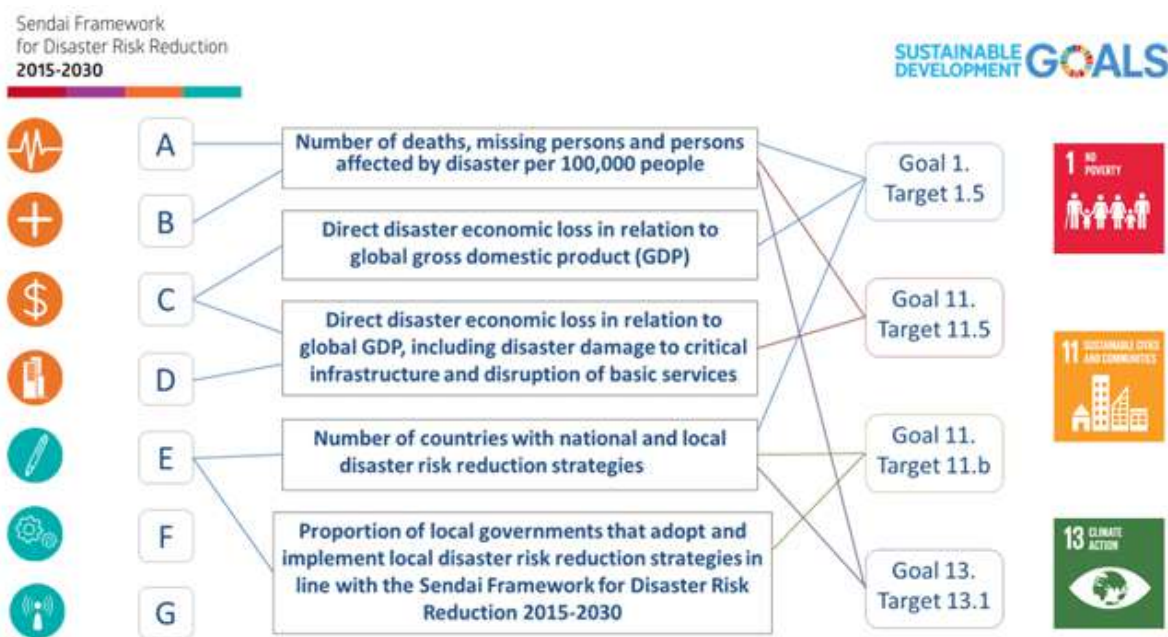 Sendai Framework
for Disaster Risk Reduction
2015-2030
SUSTAINABLE
DEVELOPMENT
GOALS
A
B
C
D
E
F
G
Number of deaths, missing persons and persons
affected by disaster per 100,000 people
Direct disaster economic loss in relation to
global gross domestic product (GDP)
Direct disaster economic loss in relation to
global GDP, including disaster damage to critical
infrastructure and disruption of basic services
Number of countries with national and local
disaster risk reduction strategies
Proportion of local governments that adopt and
implement local disaster risk reduction strategies in
line with the Sendai Framework for Disaster Risk
Reduction 2015-2030
Goal 1.
Target 1.5
Goal 11.
Target 11.5
Goal 11.
Target 11.b
Goal 13.
Target 13.1
1 NO
POVERTY
11 SUSTAINABLE CITIES
AND COMMUNITIES
13 CLIMATE
ACTION